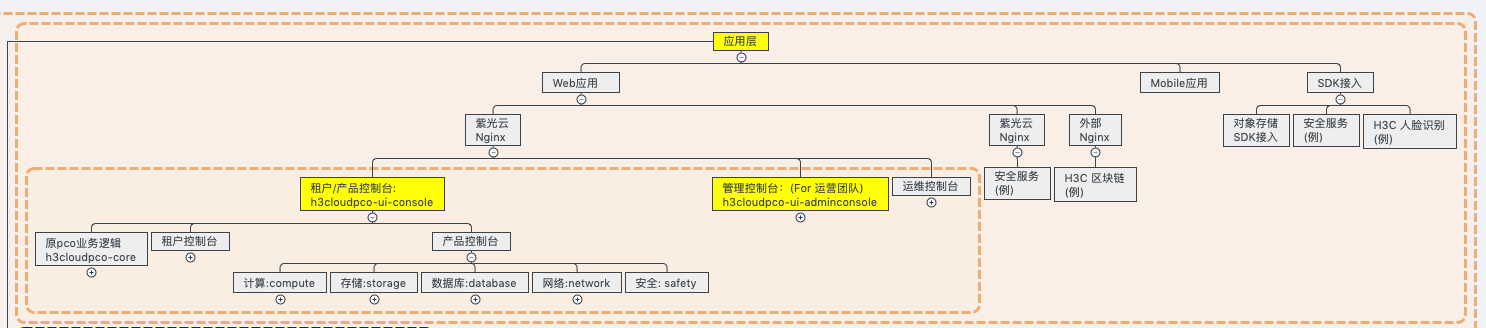 应用层
Web应用
Mobile应用
SDK接入
紫光云
Nginx
紫光云
Nginx
外部
Nginx
对象存储
SDK接入
安全服务
(例)
H3C 人脸识别
(例)
租户/产品控制台:
h3cloudpco-ui-console
管理控制台：(For 运营团队)
h3cloudpco-ui-adminconsole
运维控制台
安全服务
(例)
H3C 区块链
(例)
原pco业务逻辑
h3cloudpco-core
租户控制台
产品控制台
计算:compute
存储:storage
数据库:database
网络:network
安全: safety